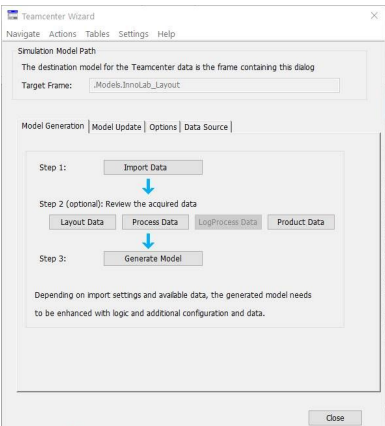 Teamcenter Wizard
Navigate Actions Tables Settings Help
Simulation Model Path
The destination model for the Teamcenter data is the frame containing this dialog
Target Frame: .Models.InnoLab_Layout
Model Generation Model Update Options Data Source
Step 1: Import Data
Step 2 (optional): Review the acquired data
Layout Data Process Data LogProcess Data Product Data
Step 3: Generate Model
Depending on import settings and available data, the generated model needs
to be enhanced with logic and additional configuration and data.
Close